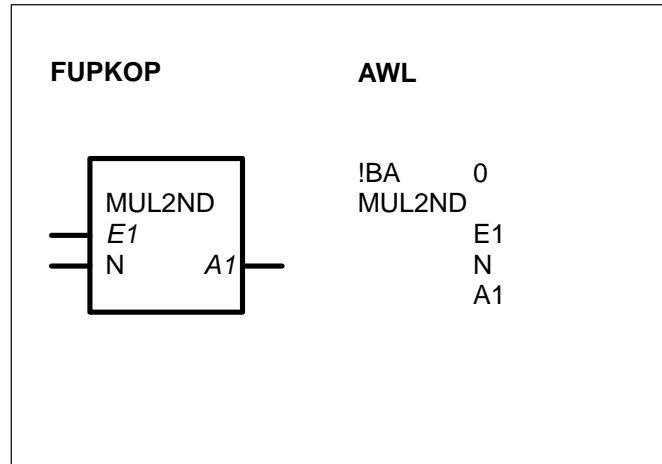 FUPKOP
AWL
MUL2ND
E1
N A1
!BA 0
MUL2ND
E1
N
A1